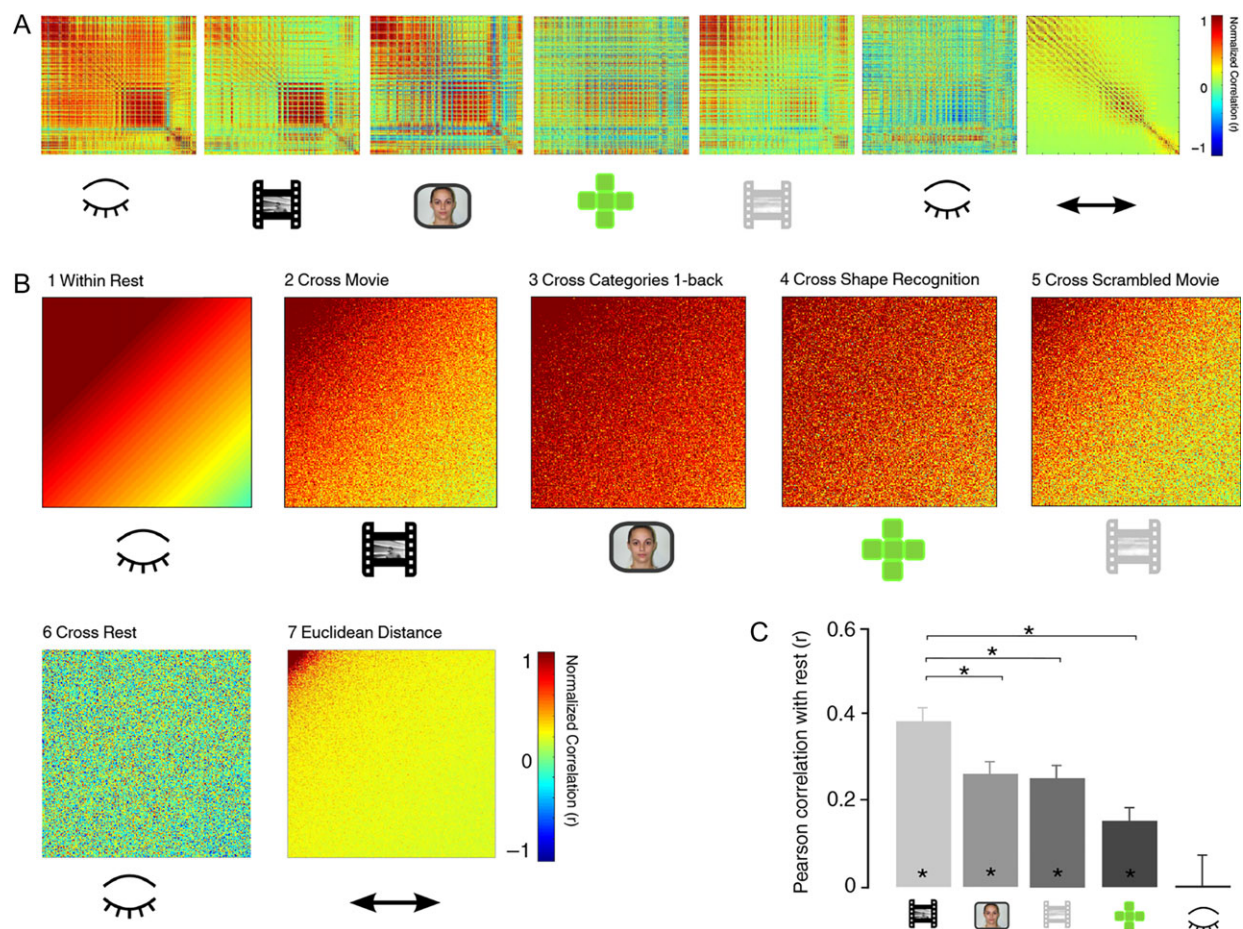 A
1
0
−1
Normalized Correlation (r)
B
1 Within Rest
2 Cross Movie
3 Cross Categories 1-back
4 Cross Shape Recognition
5 Cross Scrambled Movie
6 Cross Rest
7 Euclidean Distance
1
0
−1
Normalized Correlation (r)
C
Pearson correlation with rest (r)
0.6
0.4
0.2
0
*
*
*
*
*
*
*